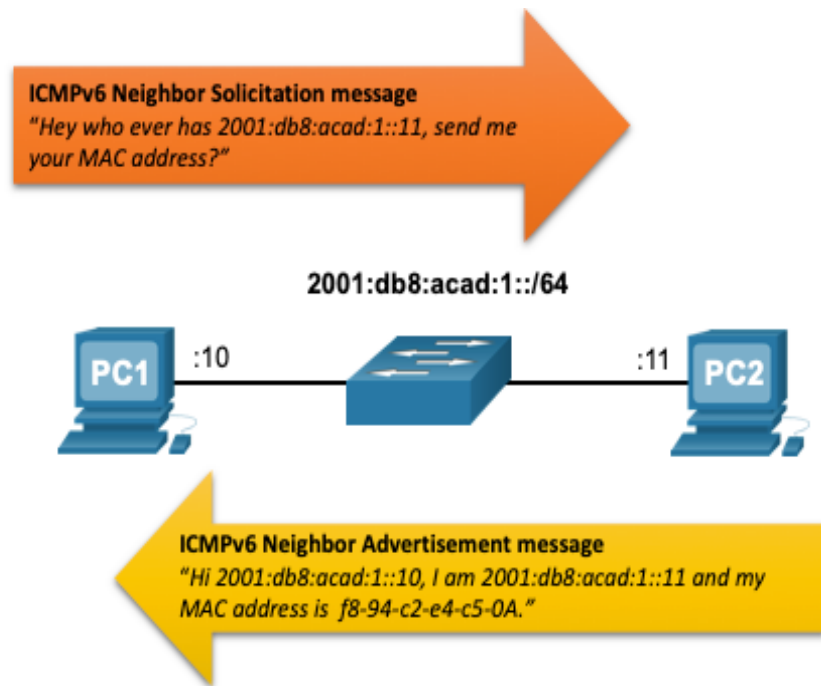 ICMPv6 Neighbor Solicitation message
“Hey who ever has 2001:db8:acad:1::11, send me
your MAC address?”
2001:db8:acad:1::/64
PC1
:10
:11
PC2
ICMPv6 Neighbor Advertisement message
“Hi 2001:db8:acad:1::10, I am 2001:db8:acad:1::11 and my
MAC address is f8-94-c2-e4-c5-0A.”